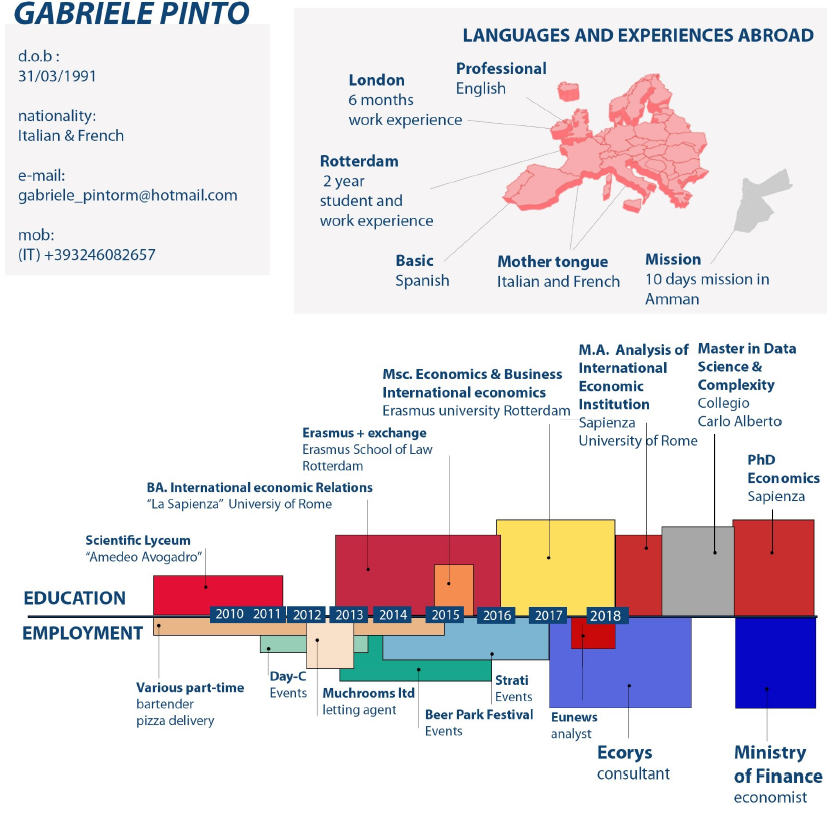 GABRIELE PINTO
d.o.b :
31/03/1991
nationality:
Italian & French
e-mail:
gabriele_pintorm@hotmail.com
mob:
(IT) +393246082657
LANGUAGES AND EXPERIENCES ABROAD
Professional
English
London
6 months
work experience
Rotterdam
2 year
student and
work experience
Basic
Spanish
Mother tongue
Italian and French
Mission
10 days mission in
Amman
M.A. Analysis of
International
Economic
Institution
Sapienza
University of Rome
Master in Data
Science &
Complexity
Collegio
Carlo Alberto
Msc. Economics & Business
International economics
Erasmus university Rotterdam
Erasmus + exchange
Erasmus School of Law
Rotterdam
PhD
Economics
Sapienza
BA. International economic Relations
“La Sapienza” Universiy of Rome
Scientific Lyceum
“Amedeo Avogadro”
EDUCATION
2010 2011 2012 2013 2014 2015 2016 2017 2018
EMPLOYMENT
Various part-time
bartender
pizza delivery
Day-C
Events
Muchrooms ltd
letting agent
Beer Park Festival
Events
Strati
Events
Eunews
analyst
Ecorys
consultant
Ministry
of Finance
economist